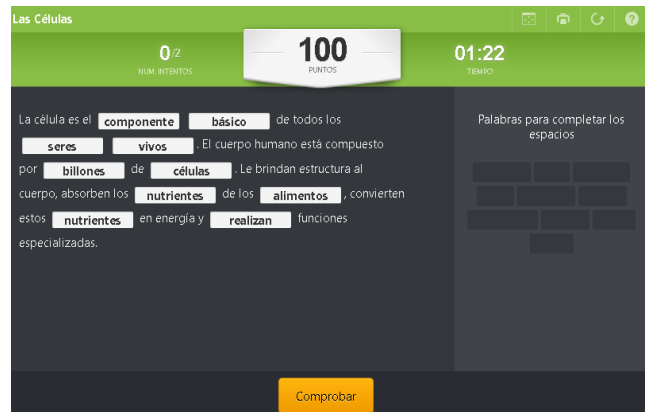 Las Células
0/2
NUM. INTENTOS
100
PUNTOS
01:22
TIEMPO
La célula es el componente básico de todos los
seres vivos . El cuerpo humano está compuesto
por billones de células . Le brindan estructura al
cuerpo, absorben los nutrientes de los alimentos , convierten
estos nutrientes en energía y realizan funciones
especializadas.
Palabras para completar los
espacios
Comprobar